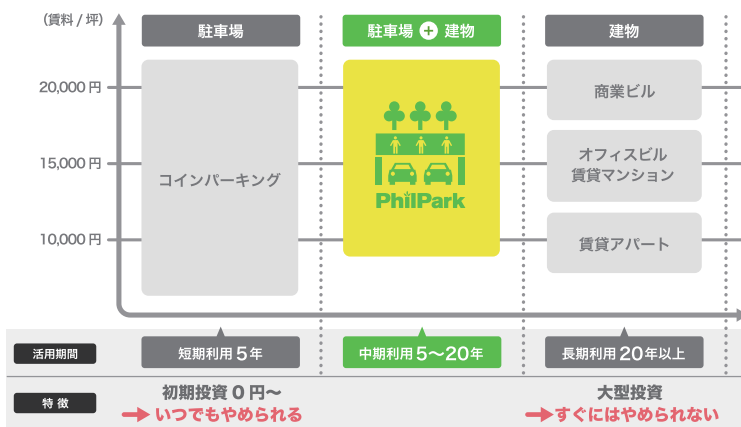 （賃料 / 坪）
駐車場
駐車場 + 建物
建物
20,000 円
15,000 円
10,000 円
コインパーキング
PhilPark
商業ビル
オフィスビル
賃貸マンション
賃貸アパート
活用期間
短期利用 5 年
中期利用 5〜20 年
長期利用 20 年以上
特 徴
初期投資 0 円〜
いつでもやめられる
大型投資
すぐにはやめられない